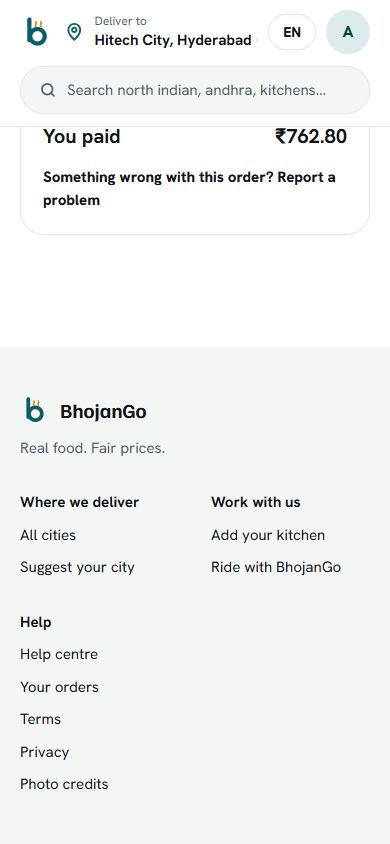 Deliver to
Hitech City, Hyderabad
EN
A
Search north indian, andhra, kitchens...
You paid
₹762.80
Something wrong with this order? Report a
problem
BhojanGo
Real food. Fair prices.
Where we deliver
All cities
Suggest your city
Work with us
Add your kitchen
Ride with BhojanGo
Help
Help centre
Your orders
Terms
Privacy
Photo credits